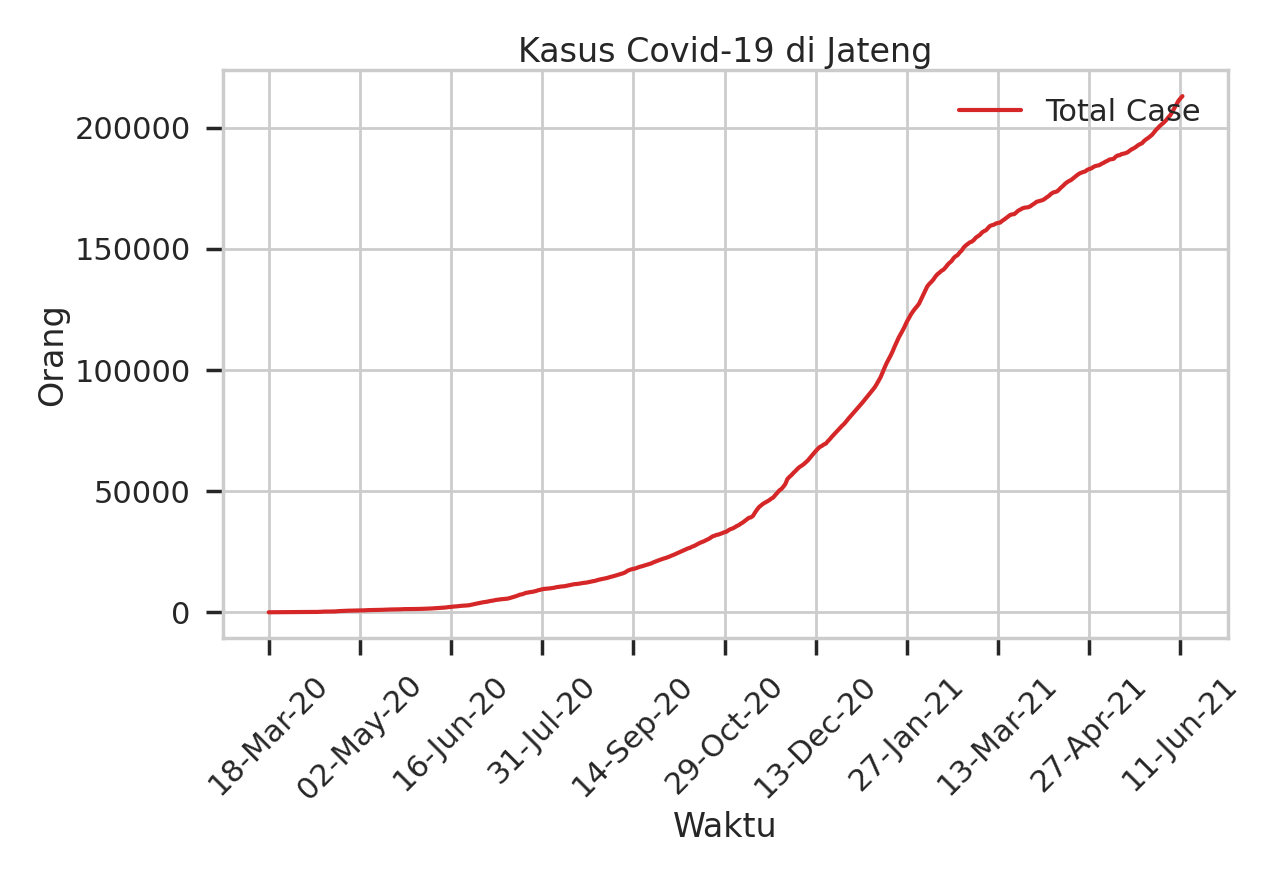 Kasus Covid-19 di Jateng
Total Case
Orang
200000
150000
100000
50000
0
18-Mar-20
02-May-20
16-Jun-20
31-Jul-20
14-Sep-20
29-Oct-20
13-Dec-20
27-Jan-21
13-Mar-21
27-Apr-21
11-Jun-21
Waktu